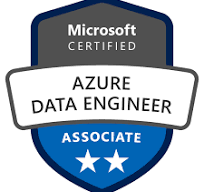 Microsoft
CERTIFIED
AZURE
DATA ENGINEER
ASSOCIATE